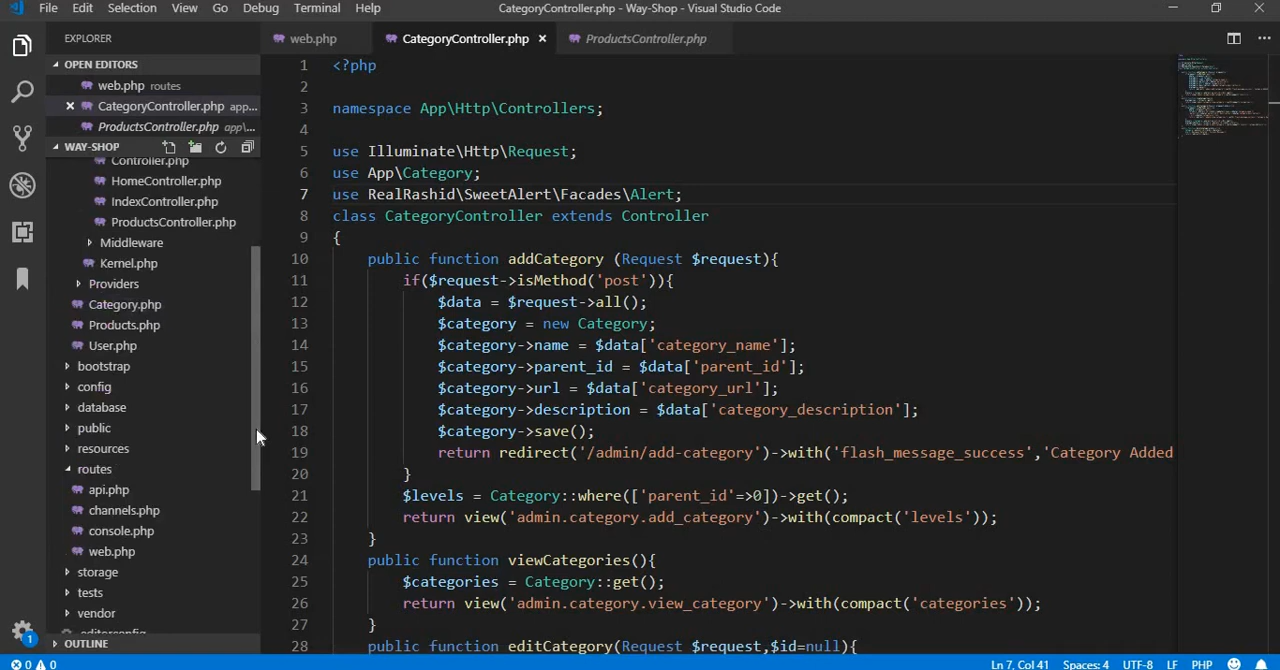 File Edit Selection View Go Debug Terminal Help CategoryController.php - Way-Shop - Visual Studio Code
EXPLORER
OPEN EDITORS
web.php routes
CategoryController.php app...
ProductsController.php app\...
WAY-SHOP
Controller.php
HomeController.php
IndexController.php
ProductsController.php
Middleware
Kernel.php
Providers
Category.php
Products.php
User.php
bootstrap
config
database
public
resources
routes
api.php
channels.php
console.php
web.php
storage
tests
vendor
.editorconfig
OUTLINE
web.php CategoryController.php ProductsController.php
1 <?php
2
3 namespace App\Http\Controllers;
4
5 use Illuminate\Http\Request;
6 use App\Category;
7 use RealRashid\SweetAlert\Facades\Alert;
8 class CategoryController extends Controller
9 {
10 public function addCategory (Request $request){
11 if($request->isMethod('post')){
12 $data = $request->all();
13 $category = new Category;
14 $category->name = $data['category_name'];
15 $category->parent_id = $data['parent_id'];
16 $category->url = $data['category_url'];
17 $category->description = $data['category_description'];
18 $category->save();
19 return redirect('/admin/add-category')->with('flash_message_success','Category Added
20 }
21 $levels = Category::where(['parent_id'=>0])->get();
22 return view('admin.category.add_category')->with(compact('levels'));
23 }
24 public function viewCategories(){
25 $categories = Category::get();
26 return view('admin.category.view_category')->with(compact('categories'));
27 }
28 public function editCategory(Request $request,$id=null){
1
0 0 Ln 7, Col 41 Spaces: 4 UTF-8 LF PHP